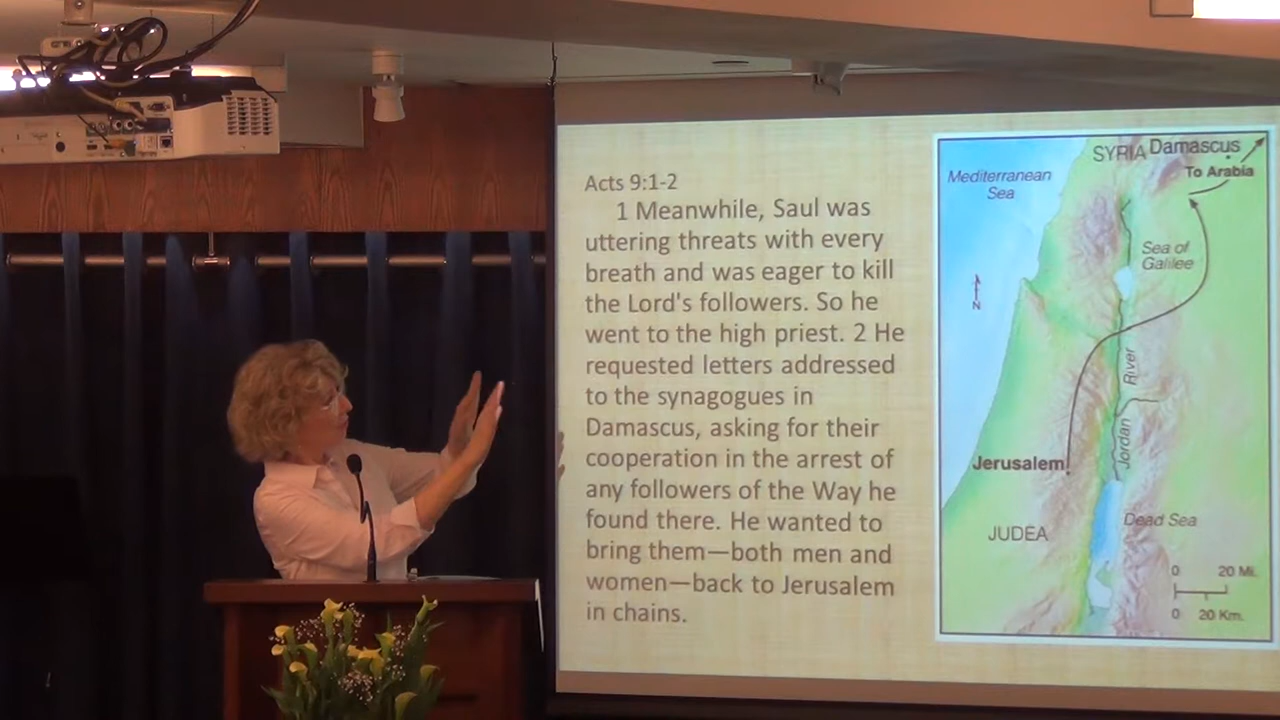 Acts 9:1-2
1 Meanwhile, Saul was
uttering threats with every
breath and was eager to kill
the Lord's followers. So he
went to the high priest. 2 He
requested letters addressed
to the synagogues in
Damascus, asking for their
cooperation in the arrest of
any followers of the Way he
found there. He wanted to
bring them—both men and
women—back to Jerusalem
in chains.
SYRIA Damascus
To Arabia
Mediterranean
Sea
Sea of
Galilee
N
Jordan River
Jerusalem
JUDEA
Dead Sea
0 20 Mi.
0 20 Km.